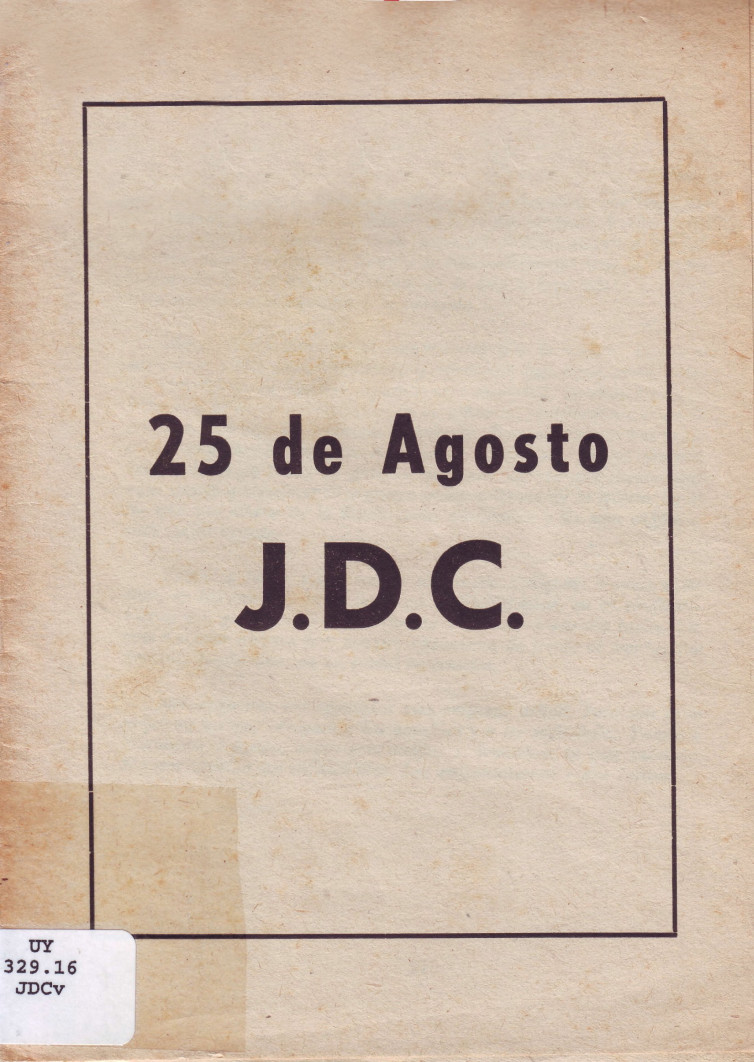 25 de Agosto
J.D.C.
UY
329.16
JDCv